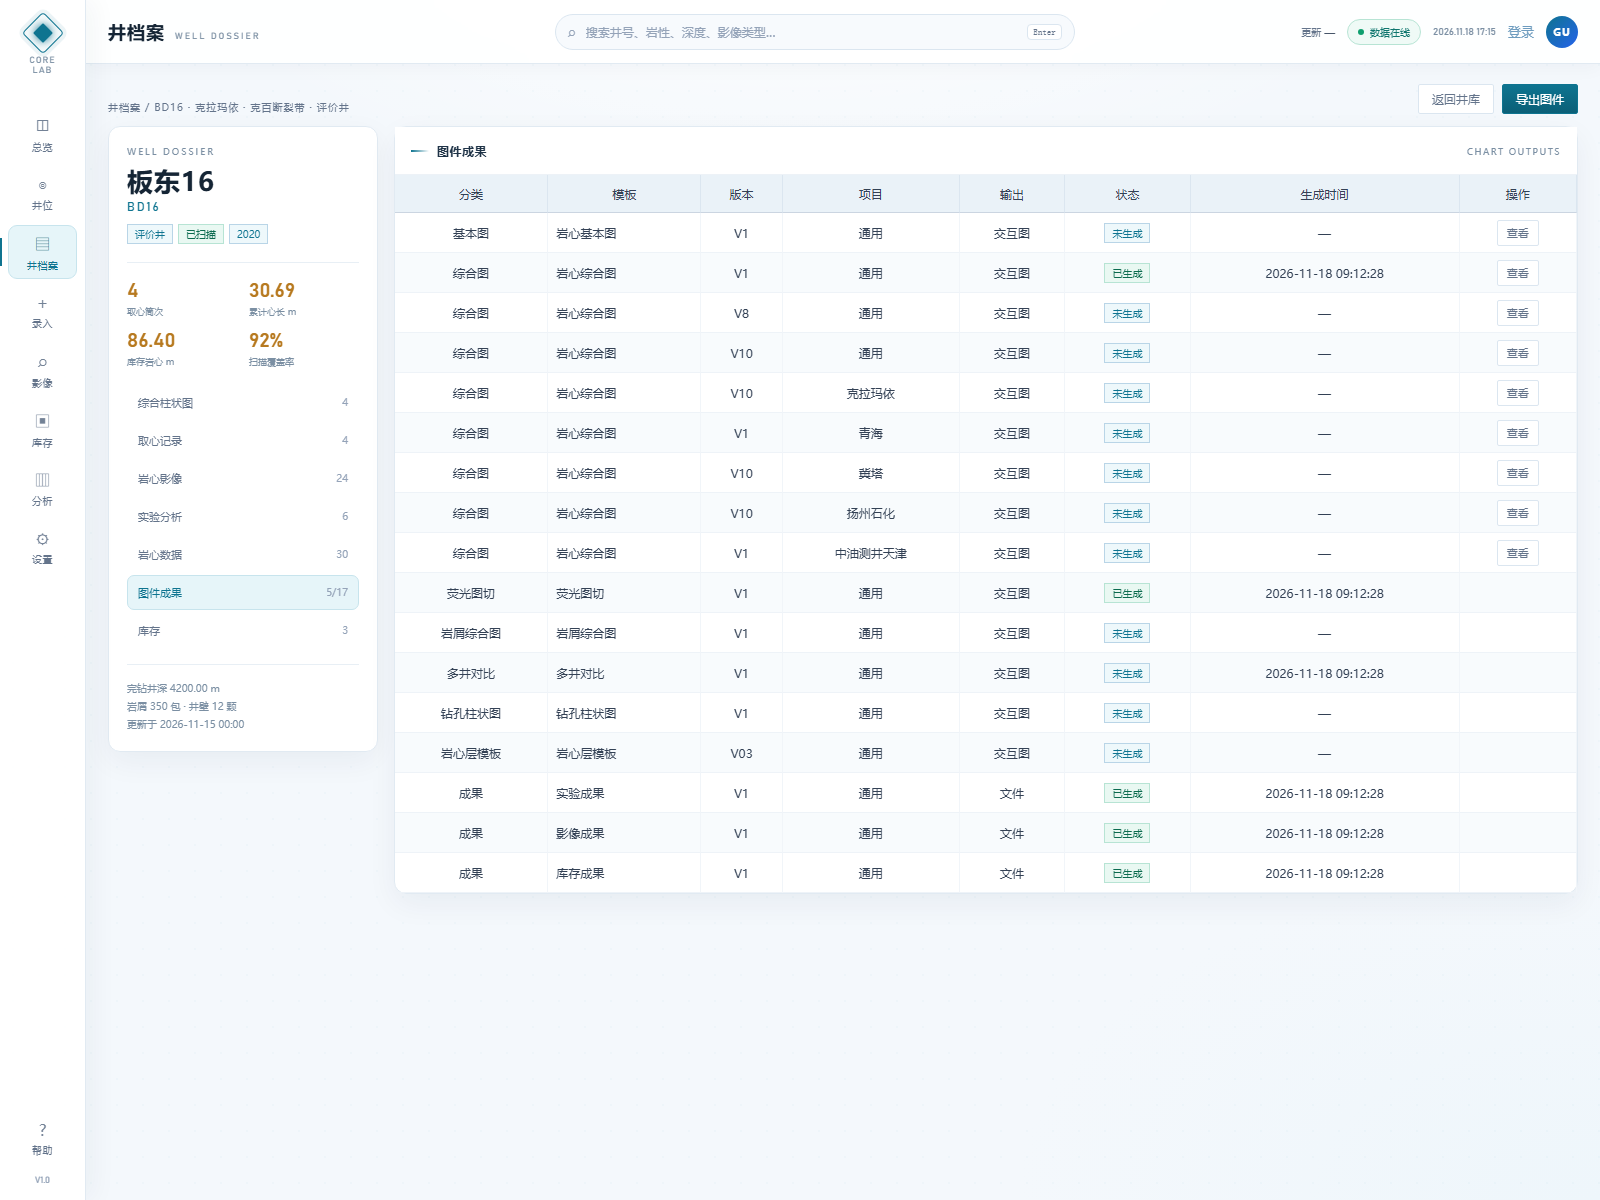 CORE
LAB
总览
井位
井档案
录入
影像
库存
分析
设置
帮助
V1.0
井档案 WELL DOSSIER
搜索井号、岩性、深度、影像类型... Enter
更新 — 数据在线 2026.11.18 17:15 登录 GU
井档案 / BD16 · 克拉玛依 · 克百断裂带 · 评价井
返回井库 导出图件
WELL DOSSIER
板东16
BD16
评价井 已扫描 2020
4 30.69
取心筒次 累计心长 m
86.40 92%
库存岩心 m 扫描覆盖率
综合柱状图 4
取心记录 4
岩心影像 24
实验分析 6
岩心数据 30
图件成果 5/17
库存 3
完钻井深 4200.00 m
岩屑 350 包 · 井壁 12 颗
更新于 2026-11-15 00:00
图件成果 CHART OUTPUTS
分类 模板 版本 项目 输出 状态 生成时间 操作
基本图 岩心基本图 V1 通用 交互图 未生成 — 查看
综合图 岩心综合图 V1 通用 交互图 已生成 2026-11-18 09:12:28 查看
综合图 岩心综合图 V8 通用 交互图 未生成 — 查看
综合图 岩心综合图 V10 通用 交互图 未生成 — 查看
综合图 岩心综合图 V10 克拉玛依 交互图 未生成 — 查看
综合图 岩心综合图 V1 青海 交互图 未生成 — 查看
综合图 岩心综合图 V10 冀塔 交互图 未生成 — 查看
综合图 岩心综合图 V10 扬州石化 交互图 未生成 — 查看
综合图 岩心综合图 V1 中油测井天津 交互图 未生成 — 查看
荧光图切 荧光图切 V1 通用 交互图 已生成 2026-11-18 09:12:28
岩屑综合图 岩屑综合图 V1 通用 交互图 未生成 —
多井对比 多井对比 V1 通用 交互图 未生成 2026-11-18 09:12:28
钻孔柱状图 钻孔柱状图 V1 通用 交互图 未生成 —
岩心层模板 岩心层模板 V03 通用 交互图 未生成 —
成果 实验成果 V1 通用 文件 已生成 2026-11-18 09:12:28
成果 影像成果 V1 通用 文件 已生成 2026-11-18 09:12:28
成果 库存成果 V1 通用 文件 已生成 2026-11-18 09:12:28